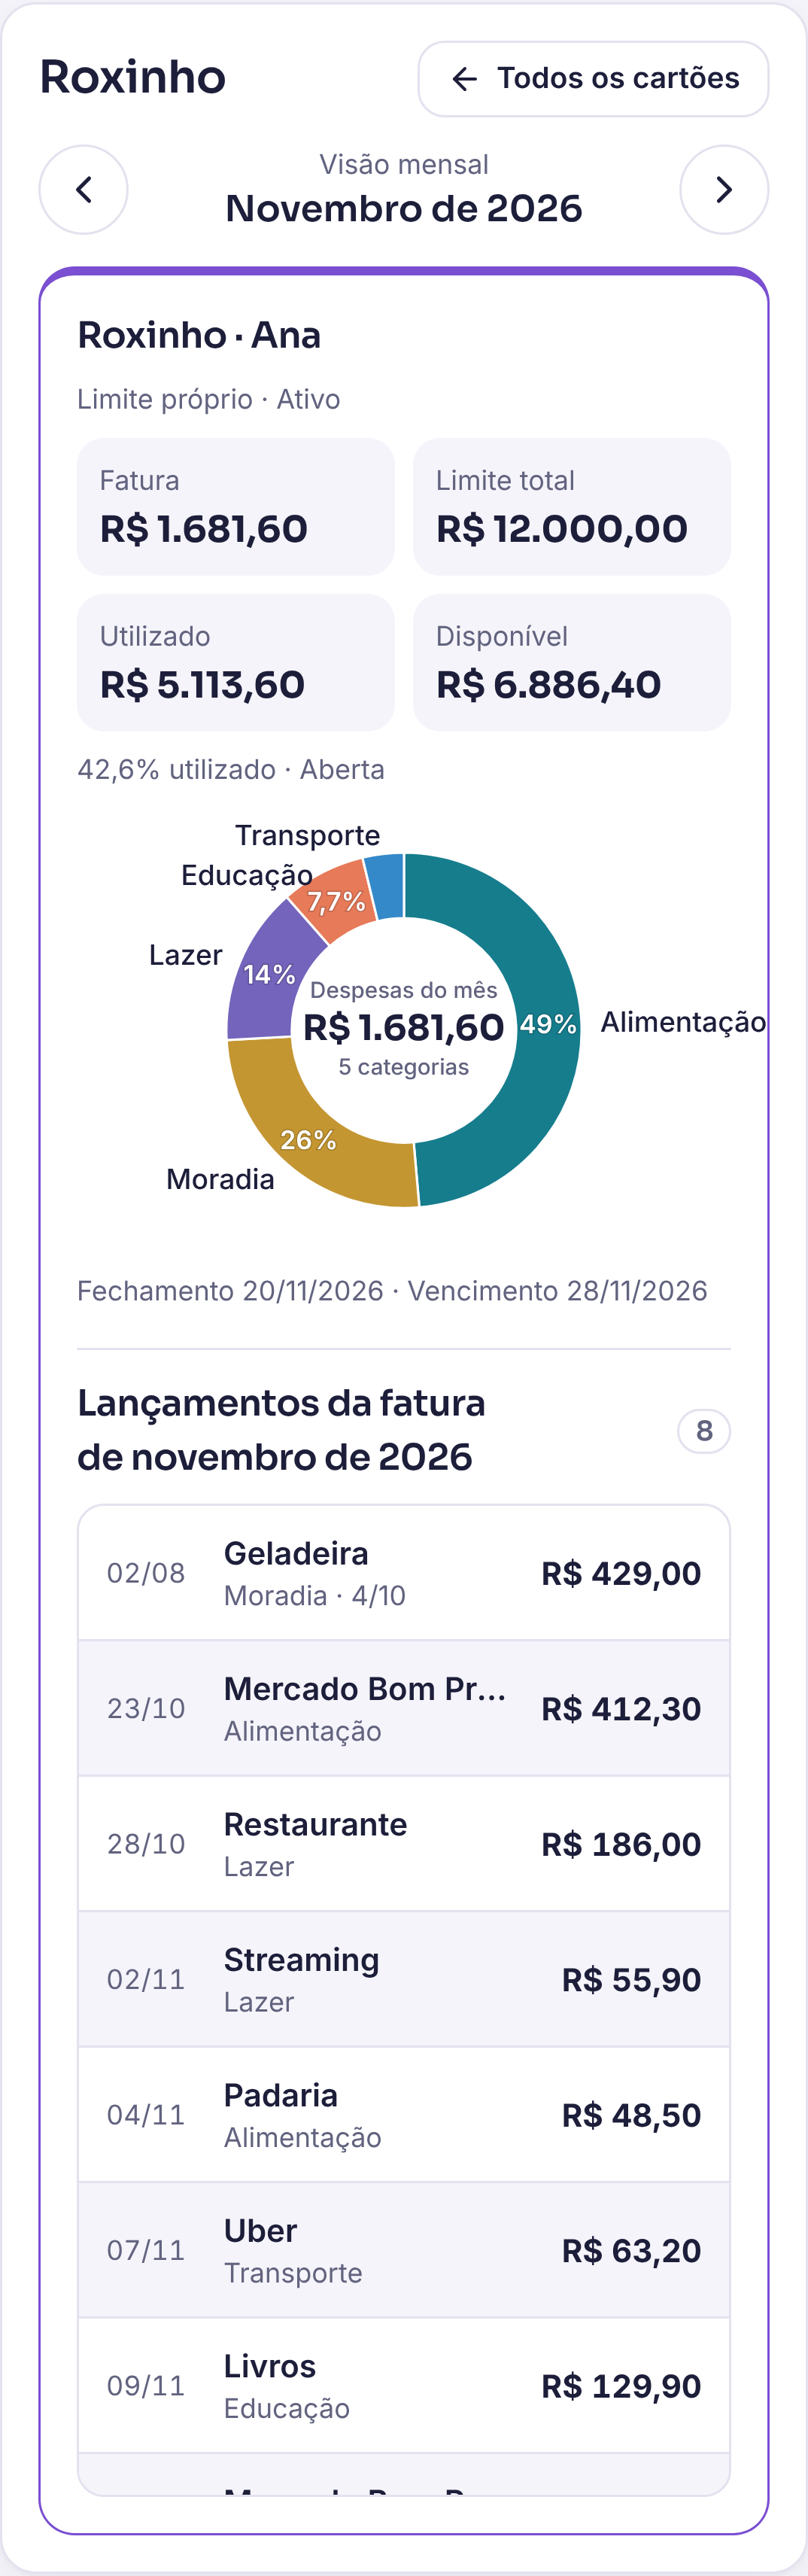 Roxinho
← Todos os cartões
Visão mensal
Novembro de 2026
Roxinho · Ana
Limite próprio · Ativo
Fatura
R$ 1.681,60
Limite total
R$ 12.000,00
Utilizado
R$ 5.113,60
Disponível
R$ 6.886,40
42,6% utilizado · Aberta
Transporte
Educação
7,7%
Lazer
14%
Despesas do mês
R$ 1.681,60
5 categorias
49%
Alimentação
26%
Moradia
Fechamento 20/11/2026 · Vencimento 28/11/2026
Lançamentos da fatura
de novembro de 2026
8
02/08
Geladeira
Moradia · 4/10
R$ 429,00
23/10
Mercado Bom Pr...
Alimentação
R$ 412,30
28/10
Restaurante
Lazer
R$ 186,00
02/11
Streaming
Lazer
R$ 55,90
04/11
Padaria
Alimentação
R$ 48,50
07/11
Uber
Transporte
R$ 63,20
09/11
Livros
Educação
R$ 129,90